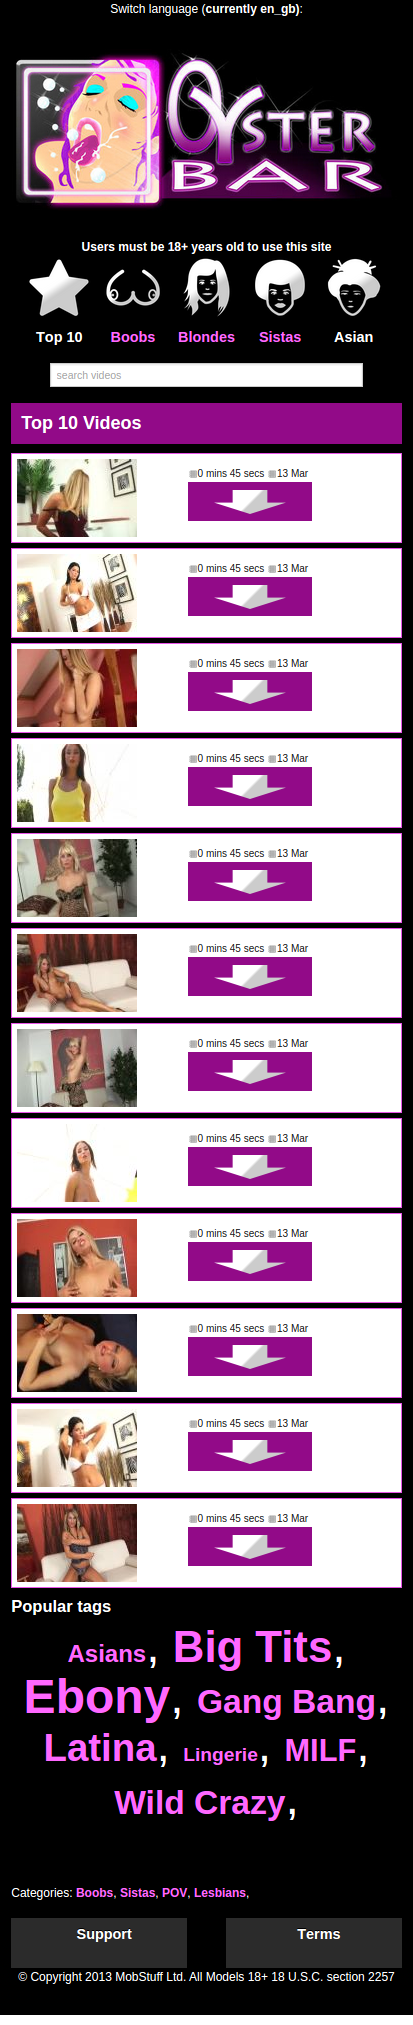 Switch language (currently en_gb):
OYSTER
BAR
Users must be 18+ years old to use this site
Top 10 Boobs Blondes Sistas Asian
search videos
Top 10 Videos
0 mins 45 secs 13 Mar
0 mins 45 secs 13 Mar
0 mins 45 secs 13 Mar
0 mins 45 secs 13 Mar
0 mins 45 secs 13 Mar
0 mins 45 secs 13 Mar
0 mins 45 secs 13 Mar
0 mins 45 secs 13 Mar
0 mins 45 secs 13 Mar
0 mins 45 secs 13 Mar
0 mins 45 secs 13 Mar
0 mins 45 secs 13 Mar
Popular tags
Asians, Big Tits,
Ebony, Gang Bang,
Latina, Lingerie, MILF,
Wild Crazy,
Categories: Boobs, Sistas, POV, Lesbians,
Support Terms
© Copyright 2013 MobStuff Ltd. All Models 18+ 18 U.S.C. section 2257